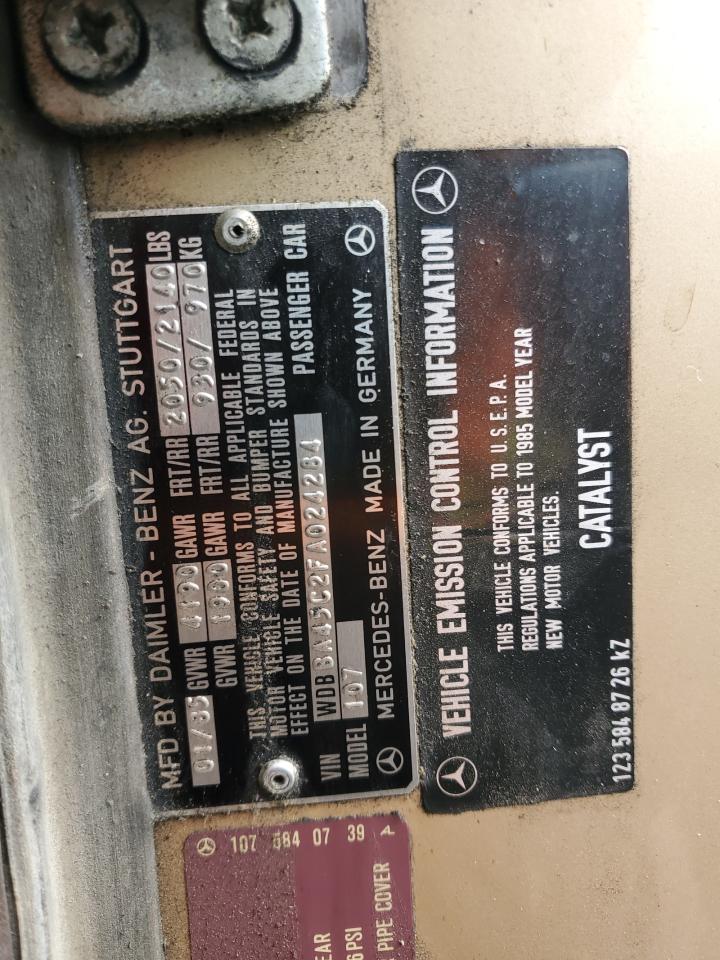 MFD BY DAIMLER - BENZ AG. STUTTGART
01/85 GVWR 4190 GAWR FRT/RR 2050/2140 LBS
GVWR 1900 GAWR FRT/RR 930/ 970 KG
THIS VEHICLE CONFORMS TO ALL APPLICABLE FEDERAL
MOTOR VEHICLE SAFETY AND BUMPER STANDARDS IN
EFFECT ON THE DATE OF MANUFACTURE SHOWN ABOVE
VIN WDBBA45C2FA024284
MODEL 107 PASSENGER CAR
MERCEDES-BENZ MADE IN GERMANY
VEHICLE EMISSION CONTROL INFORMATION
THIS VEHICLE CONFORMS TO U.S.E.P.A.
REGULATIONS APPLICABLE TO 1985 MODEL YEAR
NEW MOTOR VEHICLES.
CATALYST
123 584 87 26 kZ
107 584 07 39 A
EAR
6 PSI
PIPE COVER